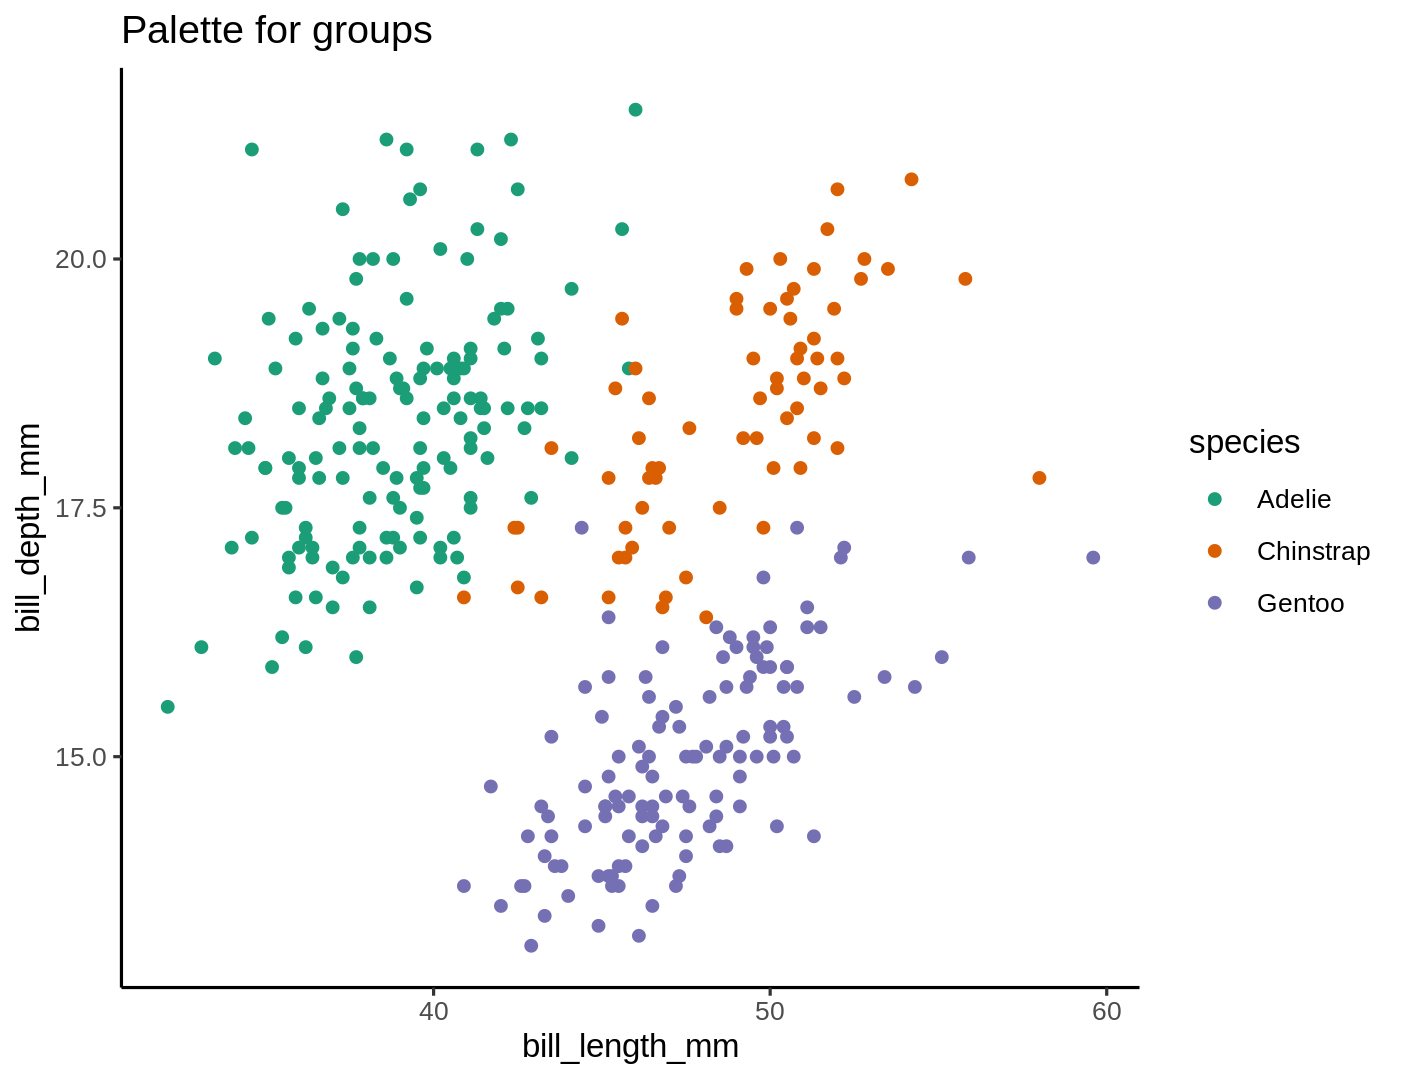 Palette for groups
bill_depth_mm
20.0
17.5
15.0
40
50
60
bill_length_mm
species
Adelie
Chinstrap
Gentoo